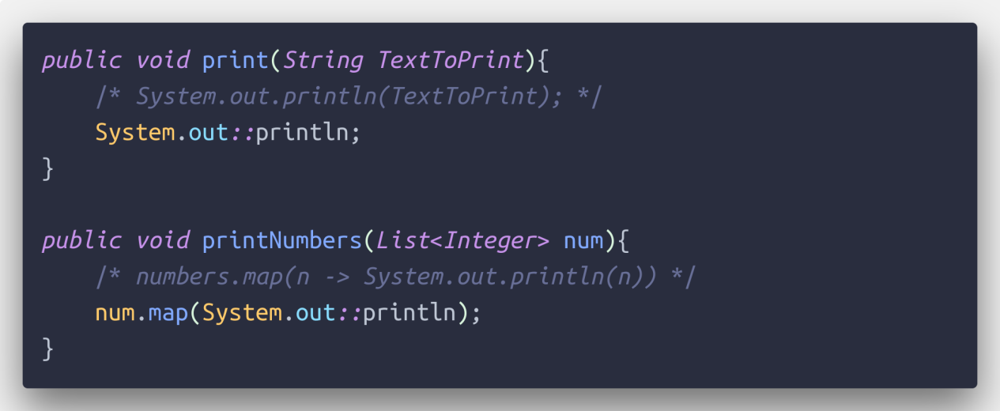 public void print(String TextToPrint){
/* System.out.println(TextToPrint); */
System.out::println;
}
public void printNumbers(List<Integer> num){
/* numbers.map(n -> System.out.println(n)) */
num.map(System.out::println);
}